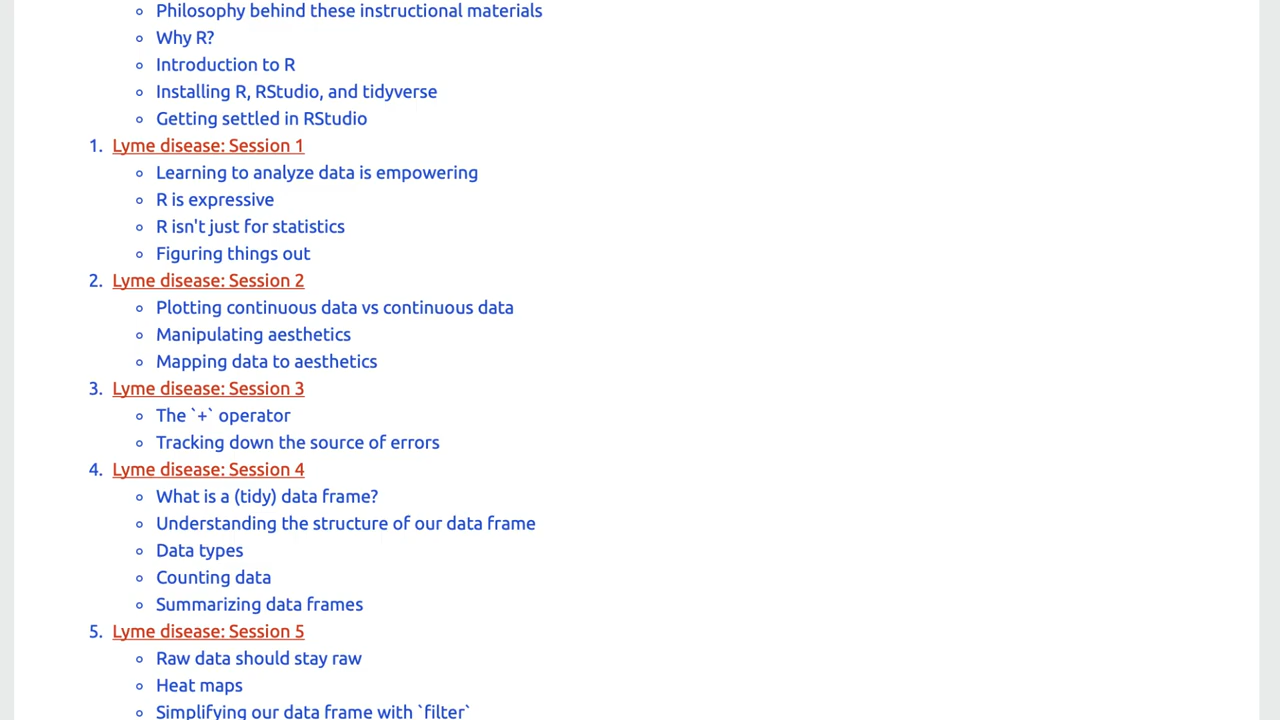 Philosophy behind these instructional materials
Why R?
Introduction to R
Installing R, RStudio, and tidyverse
Getting settled in RStudio
1. Lyme disease: Session 1
Learning to analyze data is empowering
R is expressive
R isn't just for statistics
Figuring things out
2. Lyme disease: Session 2
Plotting continuous data vs continuous data
Manipulating aesthetics
Mapping data to aesthetics
3. Lyme disease: Session 3
The `+` operator
Tracking down the source of errors
4. Lyme disease: Session 4
What is a (tidy) data frame?
Understanding the structure of our data frame
Data types
Counting data
Summarizing data frames
5. Lyme disease: Session 5
Raw data should stay raw
Heat maps
Simplifying our data frame with `filter`